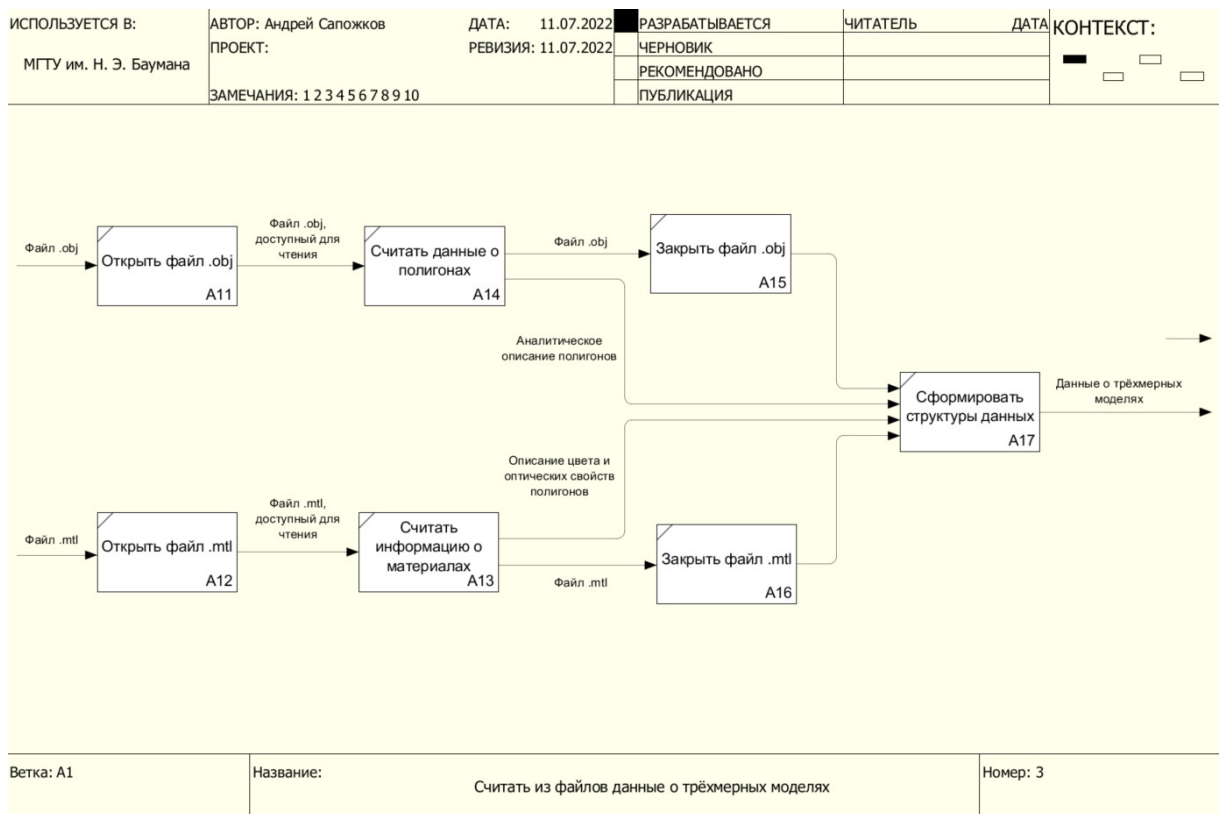 ИСПОЛЬЗУЕТСЯ В:
МГТУ им. Н. Э. Баумана
АВТОР: Андрей Сапожков
ДАТА: 11.07.2022
ПРОЕКТ:
РЕВИЗИЯ: 11.07.2022
ЗАМЕЧАНИЯ: 1 2 3 4 5 6 7 8 9 10
РАЗРАБАТЫВАЕТСЯ
ЧЕРНОВИК
РЕКОМЕНДОВАНО
ПУБЛИКАЦИЯ
ЧИТАТЕЛЬ
ДАТА
КОНТЕКСТ:
Файл .obj
Открыть файл .obj
A11
Файл .obj,
доступный для
чтения
Считать данные о
полигонах
A14
Файл .obj
Закрыть файл .obj
A15
Аналитическое
описание полигонов
Сформировать
структуры данных
A17
Данные о трёхмерных
моделях
Описание цвета и
оптических свойств
полигонов
Файл .mtl
Открыть файл .mtl
A12
Файл .mtl,
доступный для
чтения
Считать
информацию о
материалах
A13
Файл .mtl
Закрыть файл .mtl
A16
Ветка: A1
Название:
Считать из файлов данные о трёхмерных моделях
Номер: 3